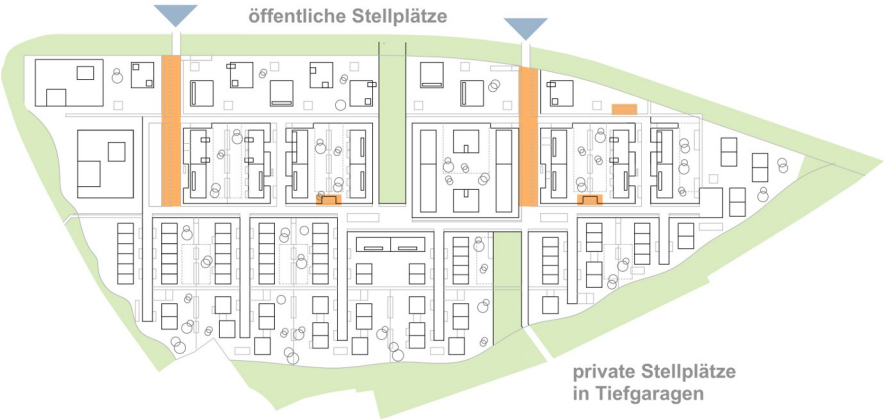 öffentliche Stellplätze
private Stellplätze
in Tiefgaragen